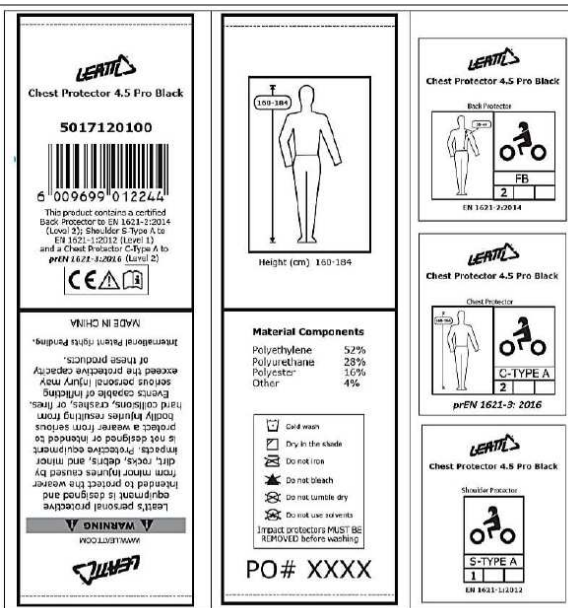 LEATT
Chest Protector 4.5 Pro Black
5017120100
6 009699 012244
This product contains a certified
Back Protector to EN 1621-2:2014
(Level 2); Shoulder S-Type A to
EN 1621-1:2012 (Level 1)
and a Chest Protector C-Type A to
prEN 1621-3:2016 (Level 2)
CE
LEATT
WWW.LEATT.COM
WARNING
Leatt's personal protective
equipment is designed and
intended to protect the wearer
from minor injuries caused by
dirt, rocks, debris, and minor
impacts. Protective equipment
is not designed or intended to
protect a wearer from serious
bodily injuries resulting from
hard collisions, crashes, or fires.
Events capable of inflicting
serious personal injury may
exceed the protective capacity
of these products.
International Patent rights Pending.
MADE IN CHINA
160-184
Height (cm) 160-184
Material Components
Polyethylene 52%
Polyurethane 28%
Polyester 16%
Other 4%
Cold wash
Dry in the shade
Do not iron
Do not bleach
Do not tumble dry
Do not use solvents
Impact protectors MUST BE
REMOVED before washing
PO# XXXX
LEATT
Chest Protector 4.5 Pro Black
Back Protector
FB
2
EN 1621-2:2014
LEATT
Chest Protector 4.5 Pro Black
Chest Protector
160-184
C-TYPE A
2
prEN 1621-3: 2016
LEATT
Chest Protector 4.5 Pro Black
Shoulder Protector
S-TYPE A
1
EN 1621-1:2012